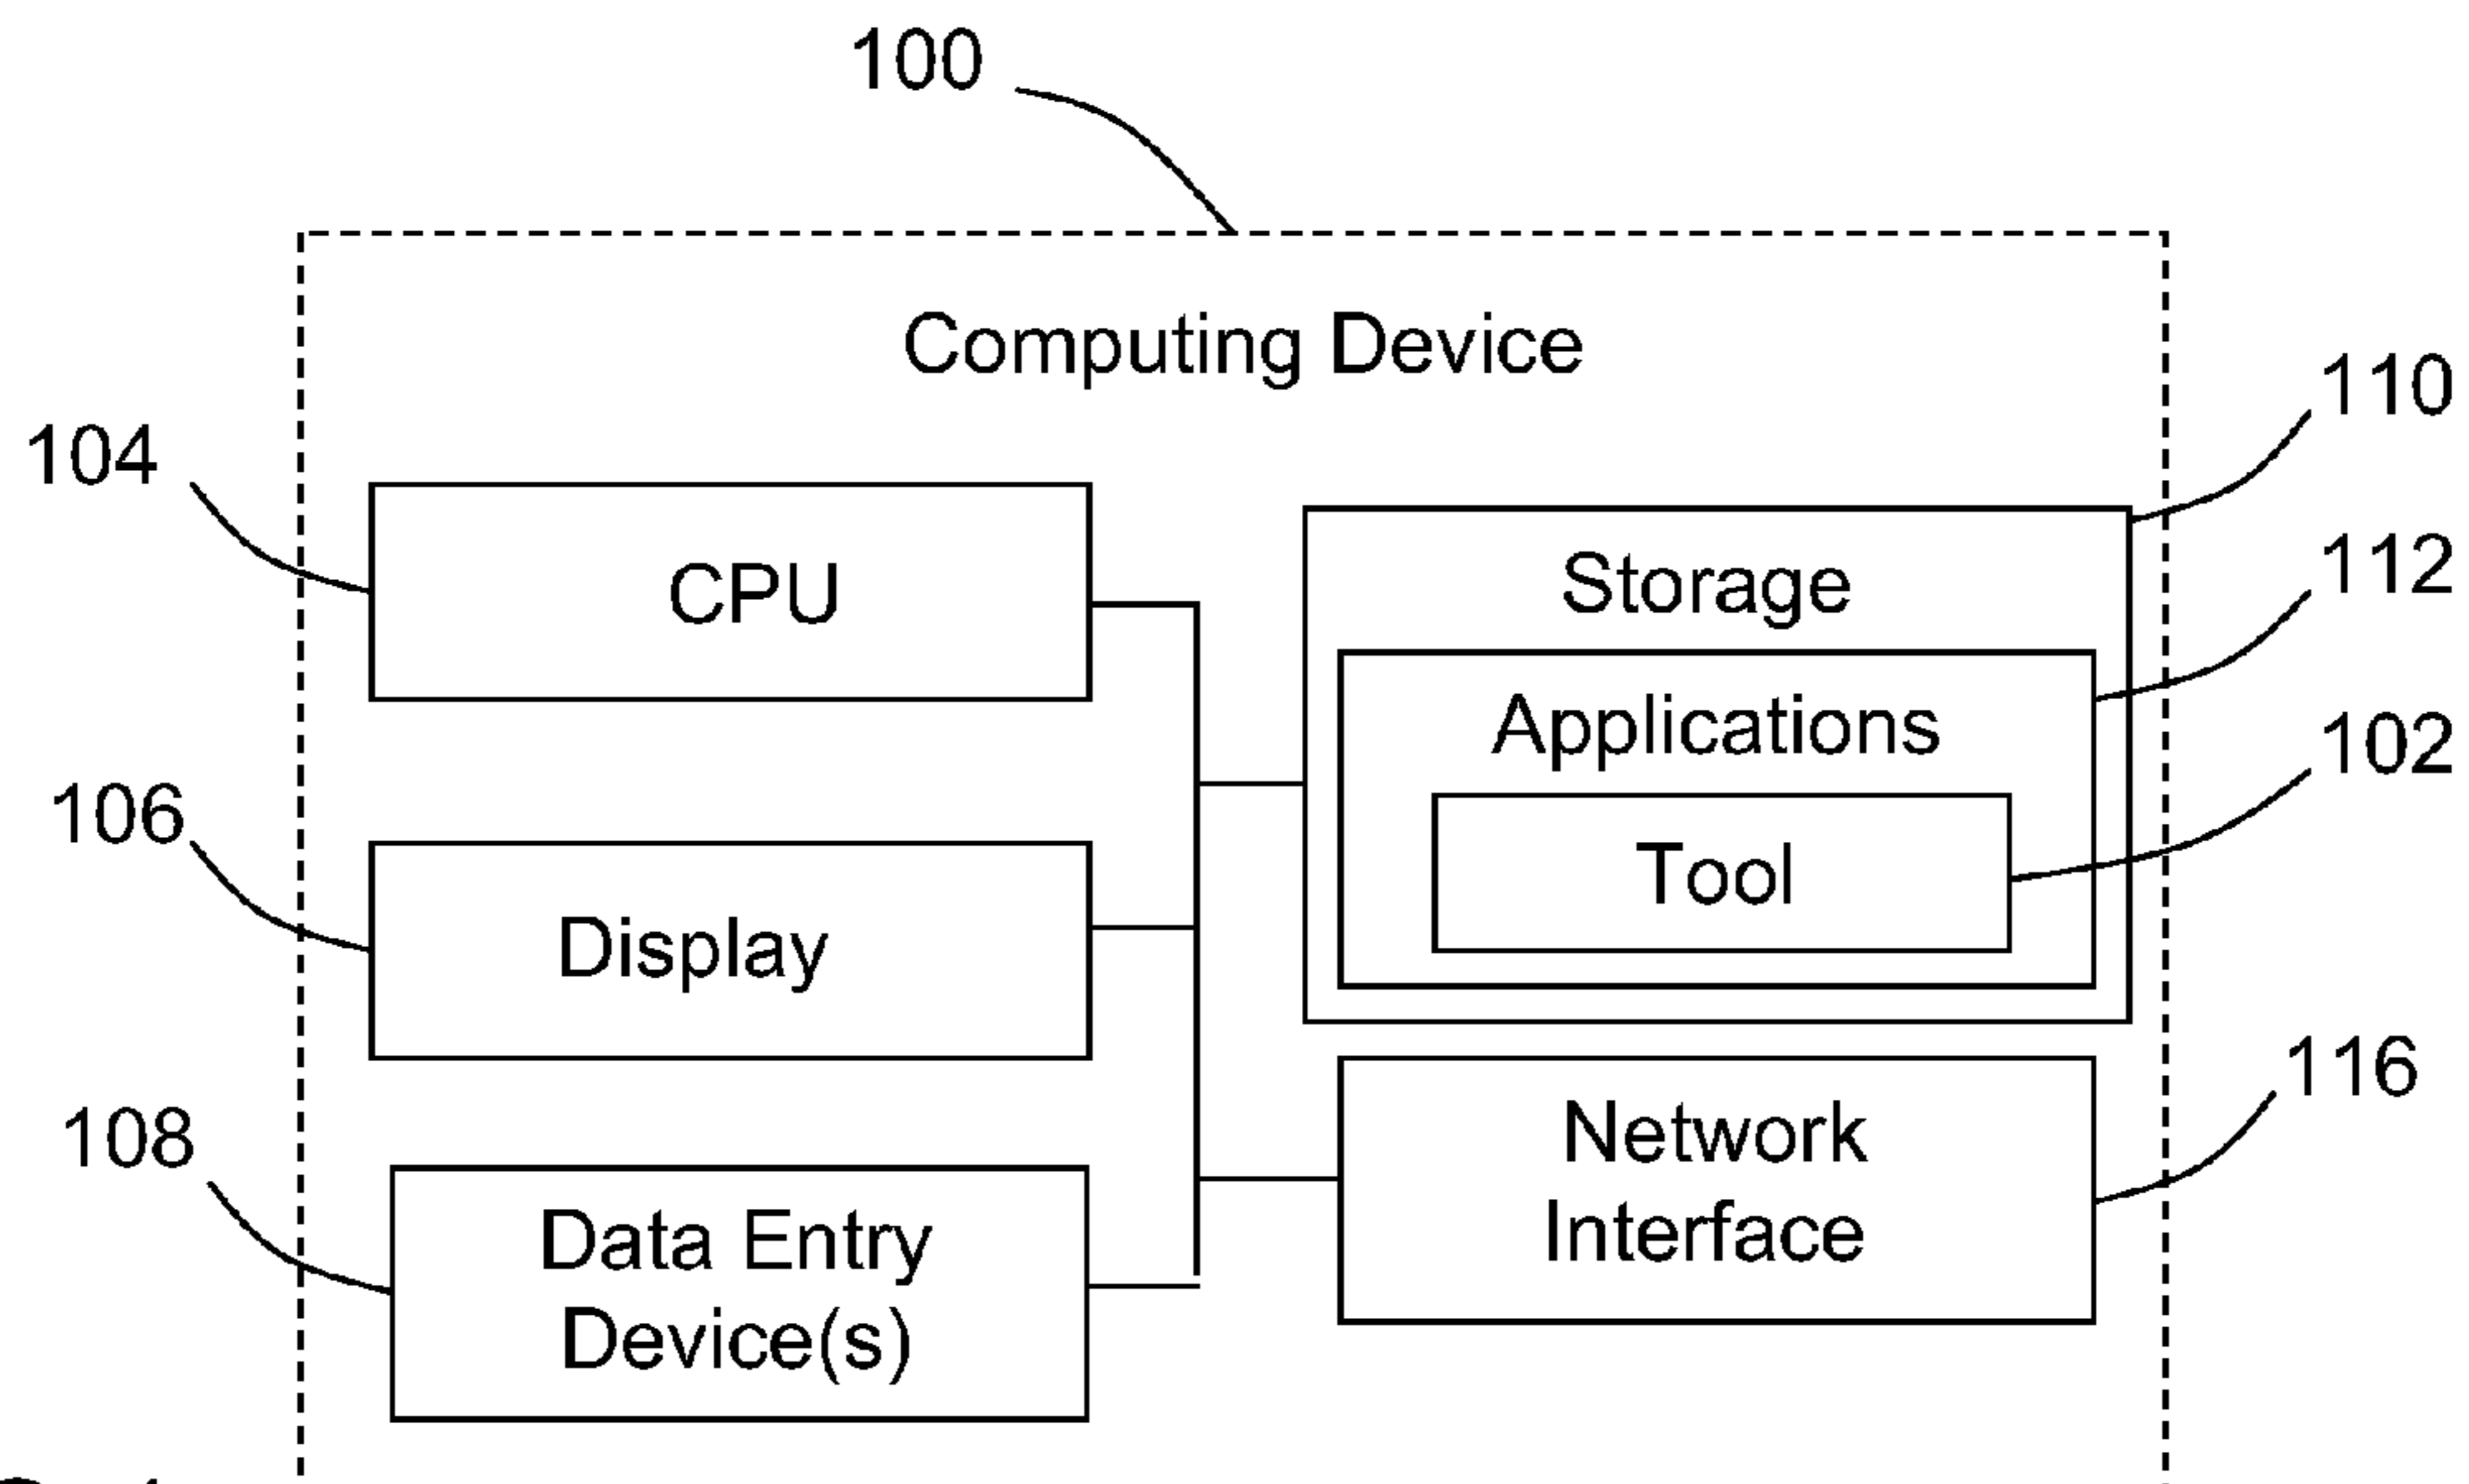 100
Computing Device
110
104
CPU
Storage
112
Applications
102
106
Tool
Display
116
108
Network
Interface
Data Entry
Device(s)